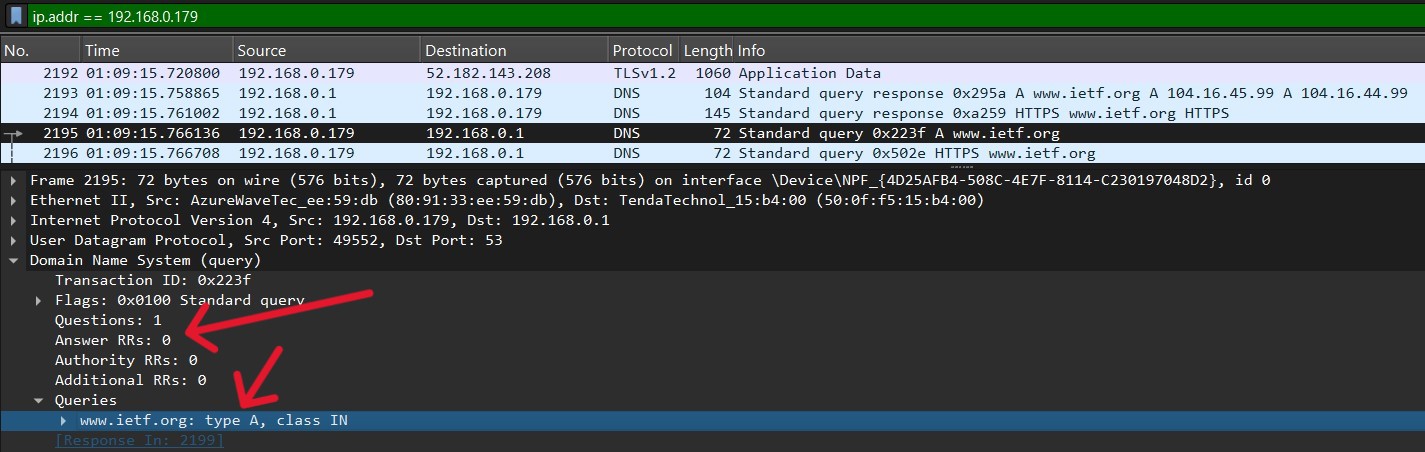 ip.addr == 192.168.0.179
No. Time Source Destination Protocol Length Info
2192 01:09:15.720800 192.168.0.179 52.182.143.208 TLSv1.2 1060 Application Data
2193 01:09:15.758865 192.168.0.1 192.168.0.179 DNS 104 Standard query response 0x295a A www.ietf.org A 104.16.45.99 A 104.16.44.99
2194 01:09:15.761002 192.168.0.1 192.168.0.179 DNS 145 Standard query response 0xa259 HTTPS www.ietf.org HTTPS
2195 01:09:15.766136 192.168.0.179 192.168.0.1 DNS 72 Standard query 0x223f A www.ietf.org
2196 01:09:15.766708 192.168.0.179 192.168.0.1 DNS 72 Standard query 0x502e HTTPS www.ietf.org
Frame 2195: 72 bytes on wire (576 bits), 72 bytes captured (576 bits) on interface \Device\NPF_{4D25AFB4-508C-4E7F-8114-C230197048D2}, id 0
Ethernet II, Src: AzureWaveTec_ee:59:db (80:91:33:ee:59:db), Dst: TendaTechnol_15:b4:00 (50:0f:f5:15:b4:00)
Internet Protocol Version 4, Src: 192.168.0.179, Dst: 192.168.0.1
User Datagram Protocol, Src Port: 49552, Dst Port: 53
Domain Name System (query)
Transaction ID: 0x223f
Flags: 0x0100 Standard query
Questions: 1
Answer RRs: 0
Authority RRs: 0
Additional RRs: 0
Queries
www.ietf.org: type A, class IN
[Response In: 2199]